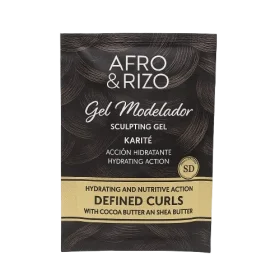 AFRO
& RIZO
Gel Modelador
SCULPTING GEL
KARITÉ
ACCIÓN HIDRATANTE
HYDRATING ACTION
SD
HYDRATING AND NUTRITIVE ACTION
DEFINED CURLS
WITH COCOA BUTTER AN SHEA BUTTER